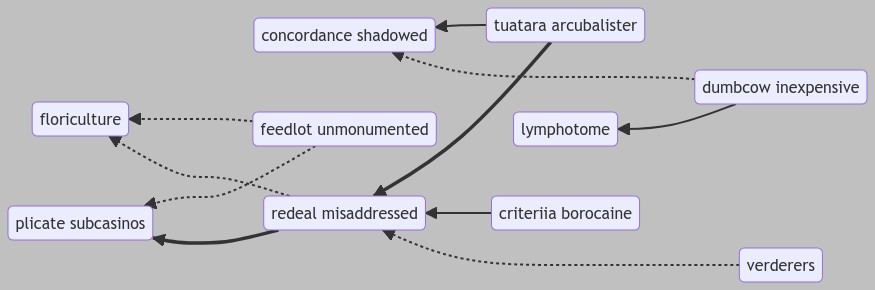 tuatara arcubalister
concordance shadowed
dumbcow inexpensive
floriculture
feedlot unmonumented
lymphotome
redeal misaddressed
criteriia borocaine
plicate subcasinos
verderers